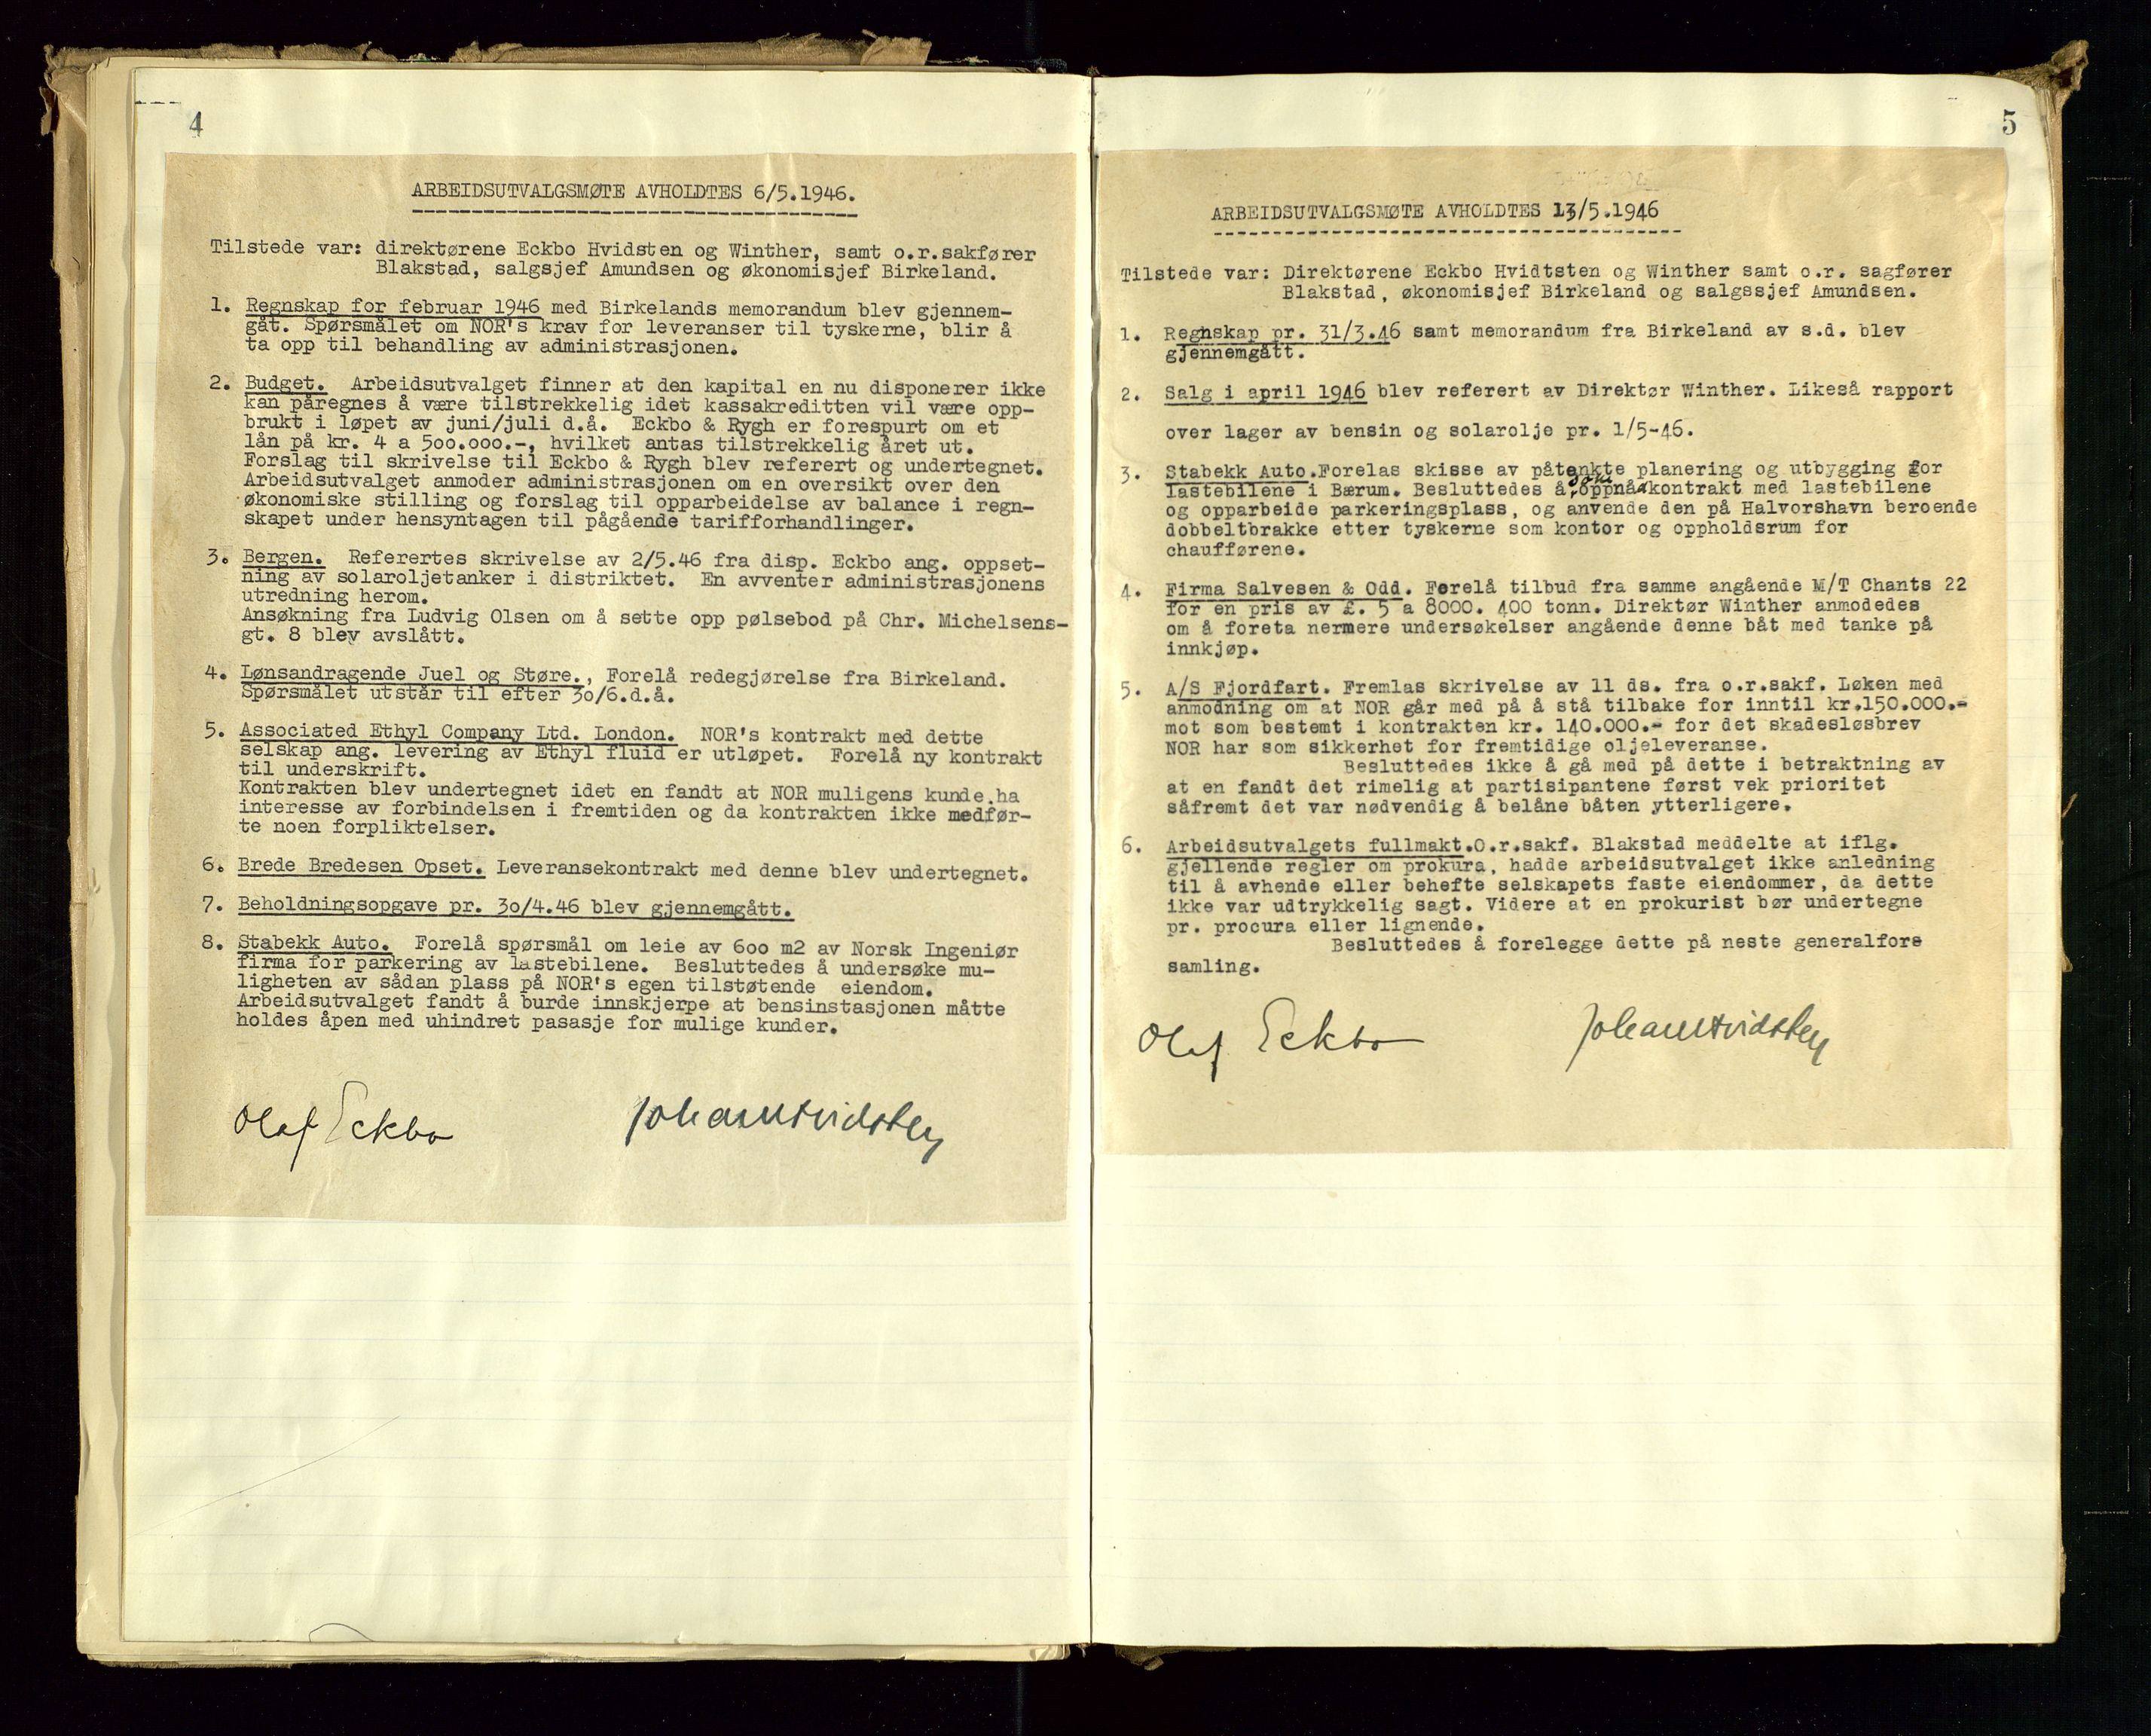 4
ARBEIDSUTVALGSMØTE AVHOLDTES 6/5.1946.
Tilstede var: direktørene Eckbo Hvidsten og Winther, samt o.r.sakfører
Blakstad, salgsjef Amundsen og økonomisjef Birkeland.
1. Regnskap for februar 1946 med Birkelands memorandum blev gjennem-
gåt. Spørsmålet om NOR's krav for leveranser til tyskerne, blir å
ta opp til behandling av administrasjonen.
2. Budget. Arbeidsutvalget finner at den kapital en nu disponerer ikke
kan påregnes å være tilstrekkelig idet kassakreditten vil være opp-
brukt i løpet av juni/juli d.å. Eckbo & Rygh er forespurt om et
lån på kr. 4 a 5oo.ooo.-, hvilket antas tilstrekkelig året ut.
Forslag til skrivelse til Eckbo & Rygh blev referert og undertegnet.
Arbeidsutvalget anmoder administrasjonen om en oversikt over den
økonomiske stilling og forslag til opparbeidelse av balance i regn-
skapet under hensyntagen til pågående tarifforhandlinger.
3. Bergen. Referertes skrivelse av 2/5.46 fra disp. Eckbo ang. oppset-
ning av solaroljetanker i distriktet. En avventer administrasjonens
utredning herom.
Ansøkning fra Ludvig Olsen om å sette opp pølsebod på Chr. Michelsens-
gt. 8 blev avslått.
4. Lønsandragende Juel og Støre., Forelå redegjørelse fra Birkeland.
Spørsmålet utstår til efter 3o/6.d.å.
5. Associated Ethyl Company Ltd. London. NOR's kontrakt med dette
selskap ang. levering av Ethyl fluid er utløpet. Forelå ny kontrakt
til underskrift.
Kontrakten blev undertegnet idet en fandt at NOR muligens kunde ha
interesse av forbindelsen i fremtiden og da kontrakten ikke medfør-
te noen forpliktelser.
6. Brede Bredesen Opset. Leveransekontrakt med denne blev undertegnet.
7. Beholdningsopgave pr. 3o/4.46 blev gjennemgått.
8. Stabekk Auto. Forelå spørsmål om leie av 6oo m2 av Norsk Ingeniør
firma for parkering av lastebilene. Besluttedes å undersøke mu-
ligheten av sådan plass på NOR's egen tilstøtende eiendom.
Arbeidsutvalget fandt å burde innskjerpe at bensinstasjonen måtte
holdes åpen med uhindret pasasje for mulige kunder.
Olaf Eckbo Johan Hvidsten
5
ARBEIDSUTVALGSMØTE AVHOLDTES 13/5.1946
Tilstede var: Direktørene Eckbo Hvidtsten og Winther samt o.r. sagfører
Blakstad, økonomisjef Birkeland og salgssjef Amundsen.
1. Regnskap pr. 31/3.46 samt memorandum fra Birkeland av s.d. blev
gjennemgått.
2. Salg i april 1946 blev referert av Direktør Winther. Likeså rapport
over lager av bensin og solarolje pr. 1/5-46.
3. Stabekk Auto.Forelas skisse av påtenkte planering og utbygging for
lastebilene i Bærum. Besluttedes å søke oppnå kontrakt med lastebilene
og opparbeide parkeringsplass, og anvende den på Halvorshavn beroende
dobbeltbrakke etter tyskerne som kontor og oppholdsrum for
chaufførene.
4. Firma Salvesen & Odd. Forelå tilbud fra samme angående M/T Chants 22
for en pris av £. 5 a 8000. 400 tonn. Direktør Winther anmodedes
om å foreta nermere undersøkelser angående denne båt med tanke på
innkjøp.
5. A/S Fjordfart. Fremlas skrivelse av 11 ds. fra o.r.sakf. Løken med
anmodning om at NOR går med på å stå tilbake for inntil kr.150.000.-
mot som bestemt i kontrakten kr. 140.000.- for det skadesløsbrev
NOR har som sikkerhet for fremtidige oljeleveranse.
Besluttedes ikke å gå med på dette i betraktning av
at en fandt det rimelig at partisipantene først vek prioritet
såfremt det var nødvendig å belåne båten ytterligere.
6. Arbeidsutvalgets fullmakt.O.r.sakf. Blakstad meddelte at iflg.
gjellende regler om prokura, hadde arbeidsutvalget ikke anledning
til å avhende eller behefte selskapets faste eiendommer, da dette
ikke var udtrykkelig sagt. Videre at en prokurist bør undertegne
pr. procura eller lignende.
Besluttedes å forelegge dette på neste generalfors
samling.
Olaf Eckbo Johan Hvidsten